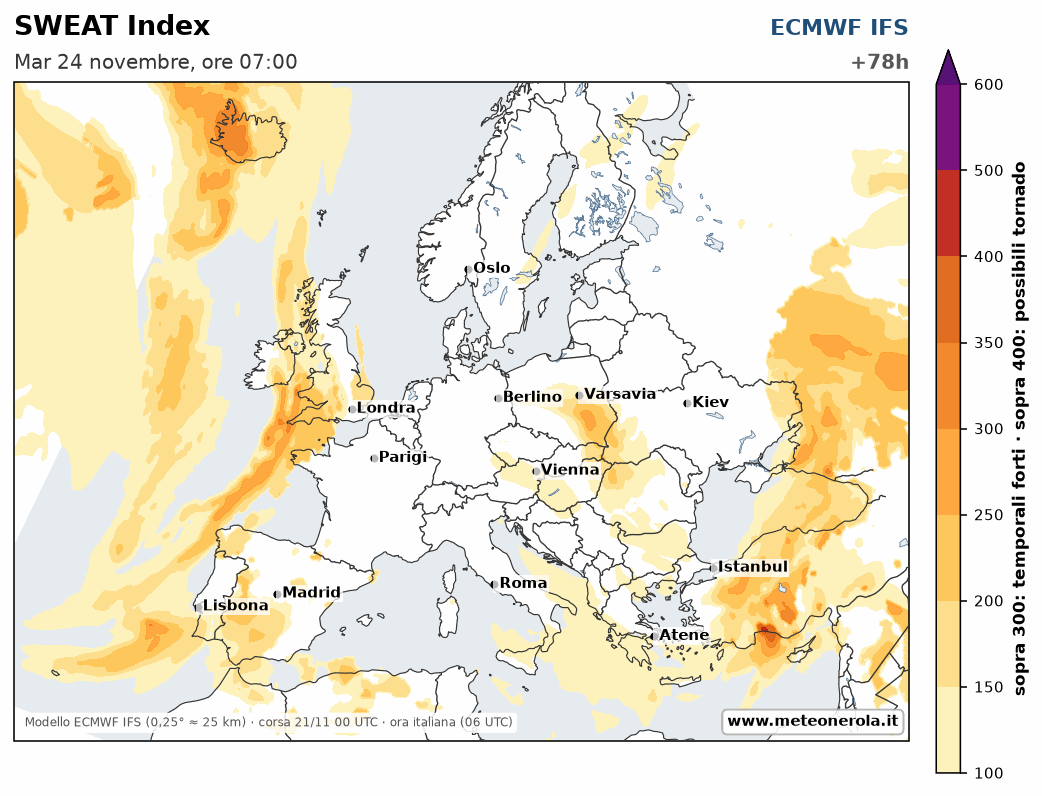 SWEAT Index
ECMWF IFS
Mar 24 novembre, ore 07:00
+78h
Oslo
Londra
Berlino
Varsavia
Kiev
Parigi
Vienna
Istanbul
Roma
Madrid
Lisbona
Atene
Modello ECMWF IFS (0,25° ≈ 25 km) · corsa 21/11 00 UTC · ora italiana (06 UTC)
www.meteonerola.it
600
500
400
350
300
250
200
150
100
sopra 300: temporali forti · sopra 400: possibili tornado